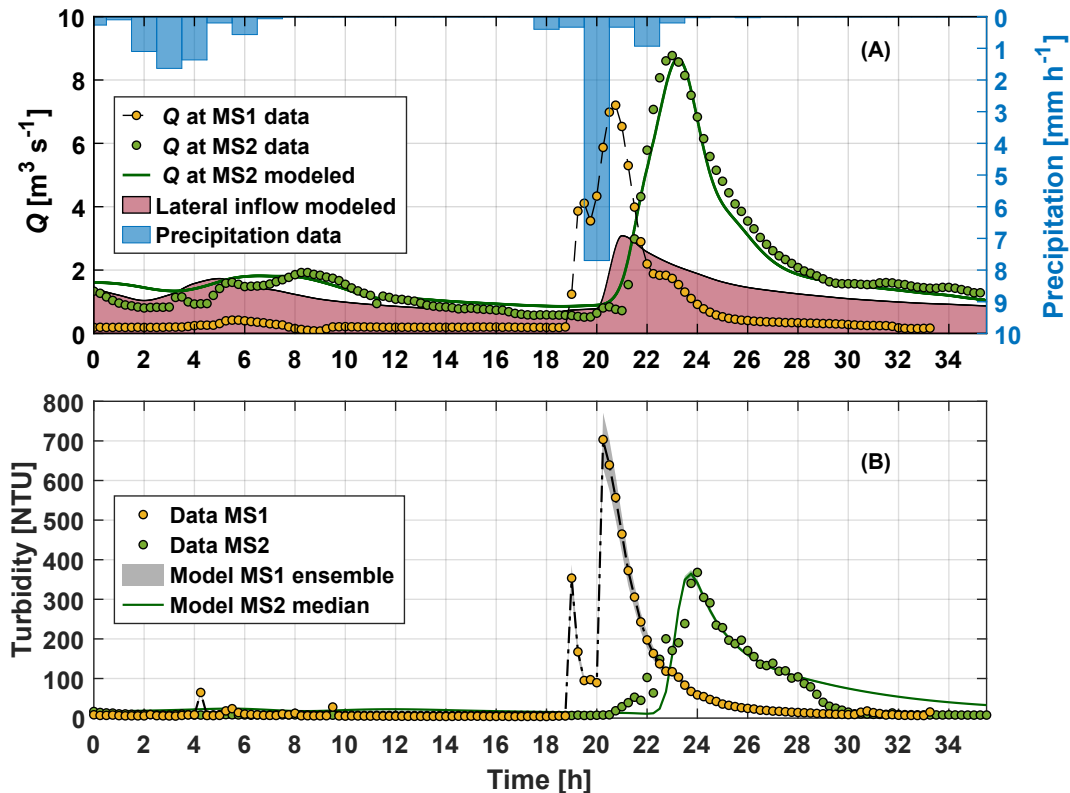 (A)
Q [m³ s⁻¹]
10
8
6
4
2
0
Q at MS1 data
Q at MS2 data
Q at MS2 modeled
Lateral inflow modeled
Precipitation data
0
1
2
3
4
5
6
7
8
9
10
Precipitation [mm h⁻¹]
0 2 4 6 8 10 12 14 16 18 20 22 24 26 28 30 32 34
(B)
Turbidity [NTU]
800
700
600
500
400
300
200
100
0
Data MS1
Data MS2
Model MS1 ensemble
Model MS2 median
0 2 4 6 8 10 12 14 16 18 20 22 24 26 28 30 32 34
Time [h]